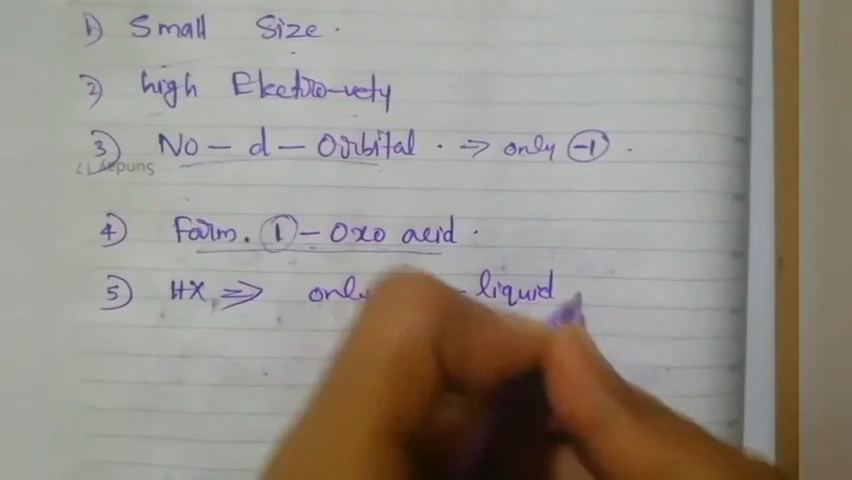 1) Small Size.
2) high Electro-vety
3) No - d - Orbital. ⇒ only (-1).
4) Form. (1) - Oxo acid.
5) HX ⇒ only - liquid